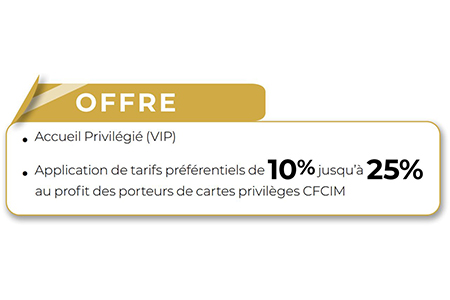 OFFRE
• Accueil Privilégié (VIP)
• Application de tarifs préférentiels de 10% jusqu'à 25%
au profit des porteurs de cartes privilèges CFCIM